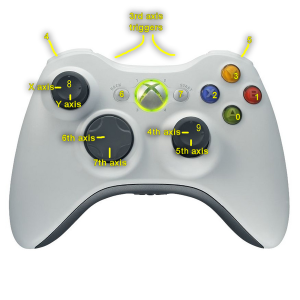 3rd axis
triggers
4
5
X axis
8
Y axis
6
7
3
2
1
0
6th axis
7th axis
4th axis
9
5th axis